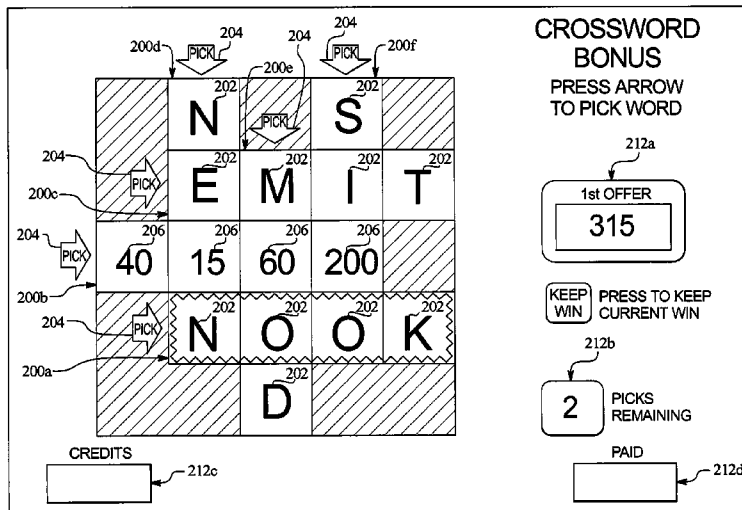 200d
204
PICK
200e
204
204
PICK
200f
CROSSWORD
BONUS
PRESS ARROW
TO PICK WORD
202
N
202
S
PICK
204
PICK
200c
202
E
202
M
202
I
202
T
212a
1st OFFER
315
204
PICK
200b
206
40
206
15
206
60
206
200
KEEP
WIN
PRESS TO KEEP
CURRENT WIN
204
PICK
200a
202
N
202
O
202
O
202
K
212b
2
PICKS
REMAINING
202
D
CREDITS
212c
PAID
212d